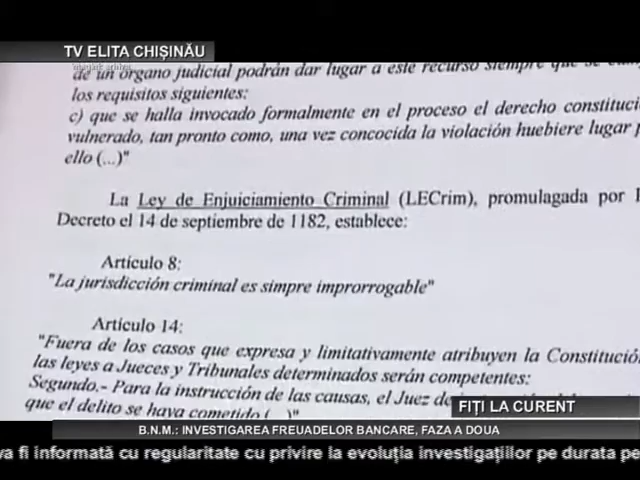 TV ELITA CHIȘINĂU
de un órgano judicial podrán dar lugar a este recurso siempre que se
los requisitos siguientes:
c) que se halla invocado formalmente en el proceso el derecho constituci
vulnerado, tan pronto como, una vez concocida la violación huebiere lugar p
ello (...)"
La Ley de Enjuiciamiento Criminal (LECrim), promulagada por
Decreto el 14 de septiembre de 1182, establece:
Artículo 8:
"La jurisdicción criminal es simpre improrrogable"
Artículo 14:
"Fuera de los casos que expresa y limitativamente atribuyen la Constitución
las leyes a Jueces y Tribunales determinados serán competentes:
Segundo.- Para la instrucción de las causas, el Juez de
que el delito se haya cometido (...)"
FIȚI LA CURENT
B.N.M.: INVESTIGAREA FREUADELOR BANCARE, FAZA A DOUA
va fi informată cu regularitate cu privire la evoluția investigațiilor pe durata pe